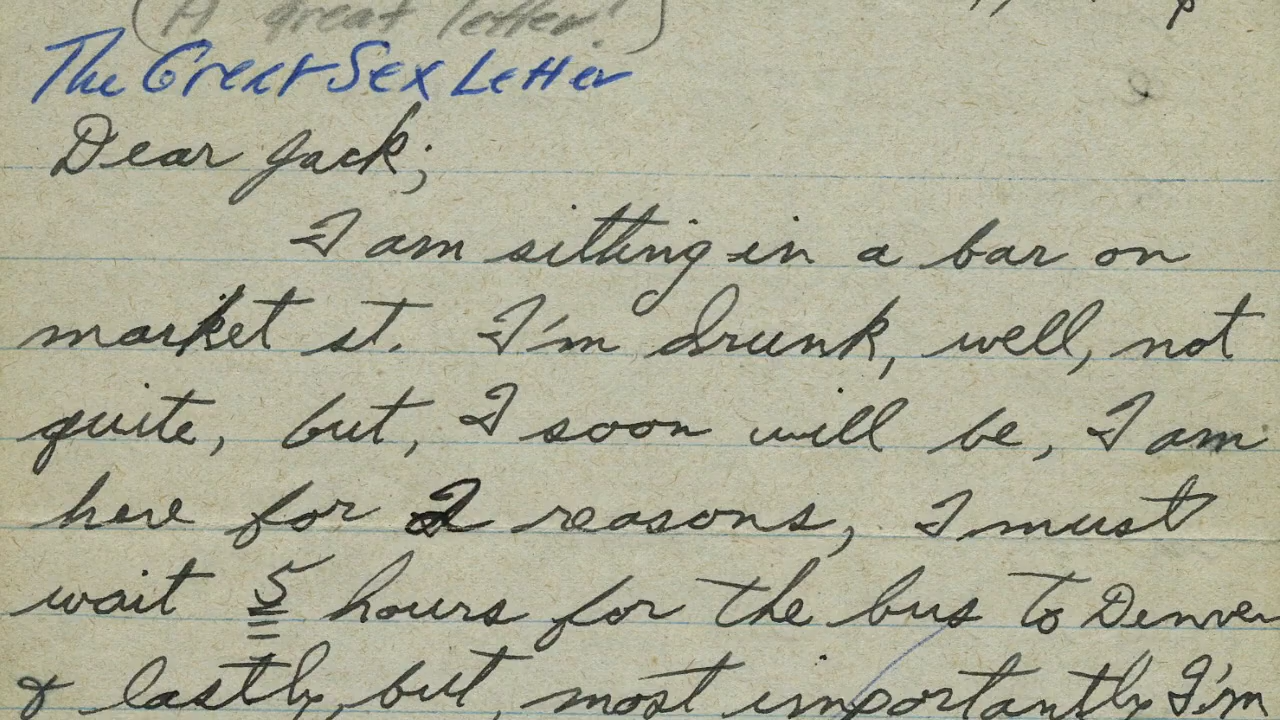 (A great letter!)
The Great Sex Letter
Dear Jack;
I am sitting in a bar on
market st. I'm drunk, well, not
quite, but, I soon will be, I am
here for 2 reasons, I must
wait 5 hours for the bus to Denver
& lastly, but, most importantly I'm